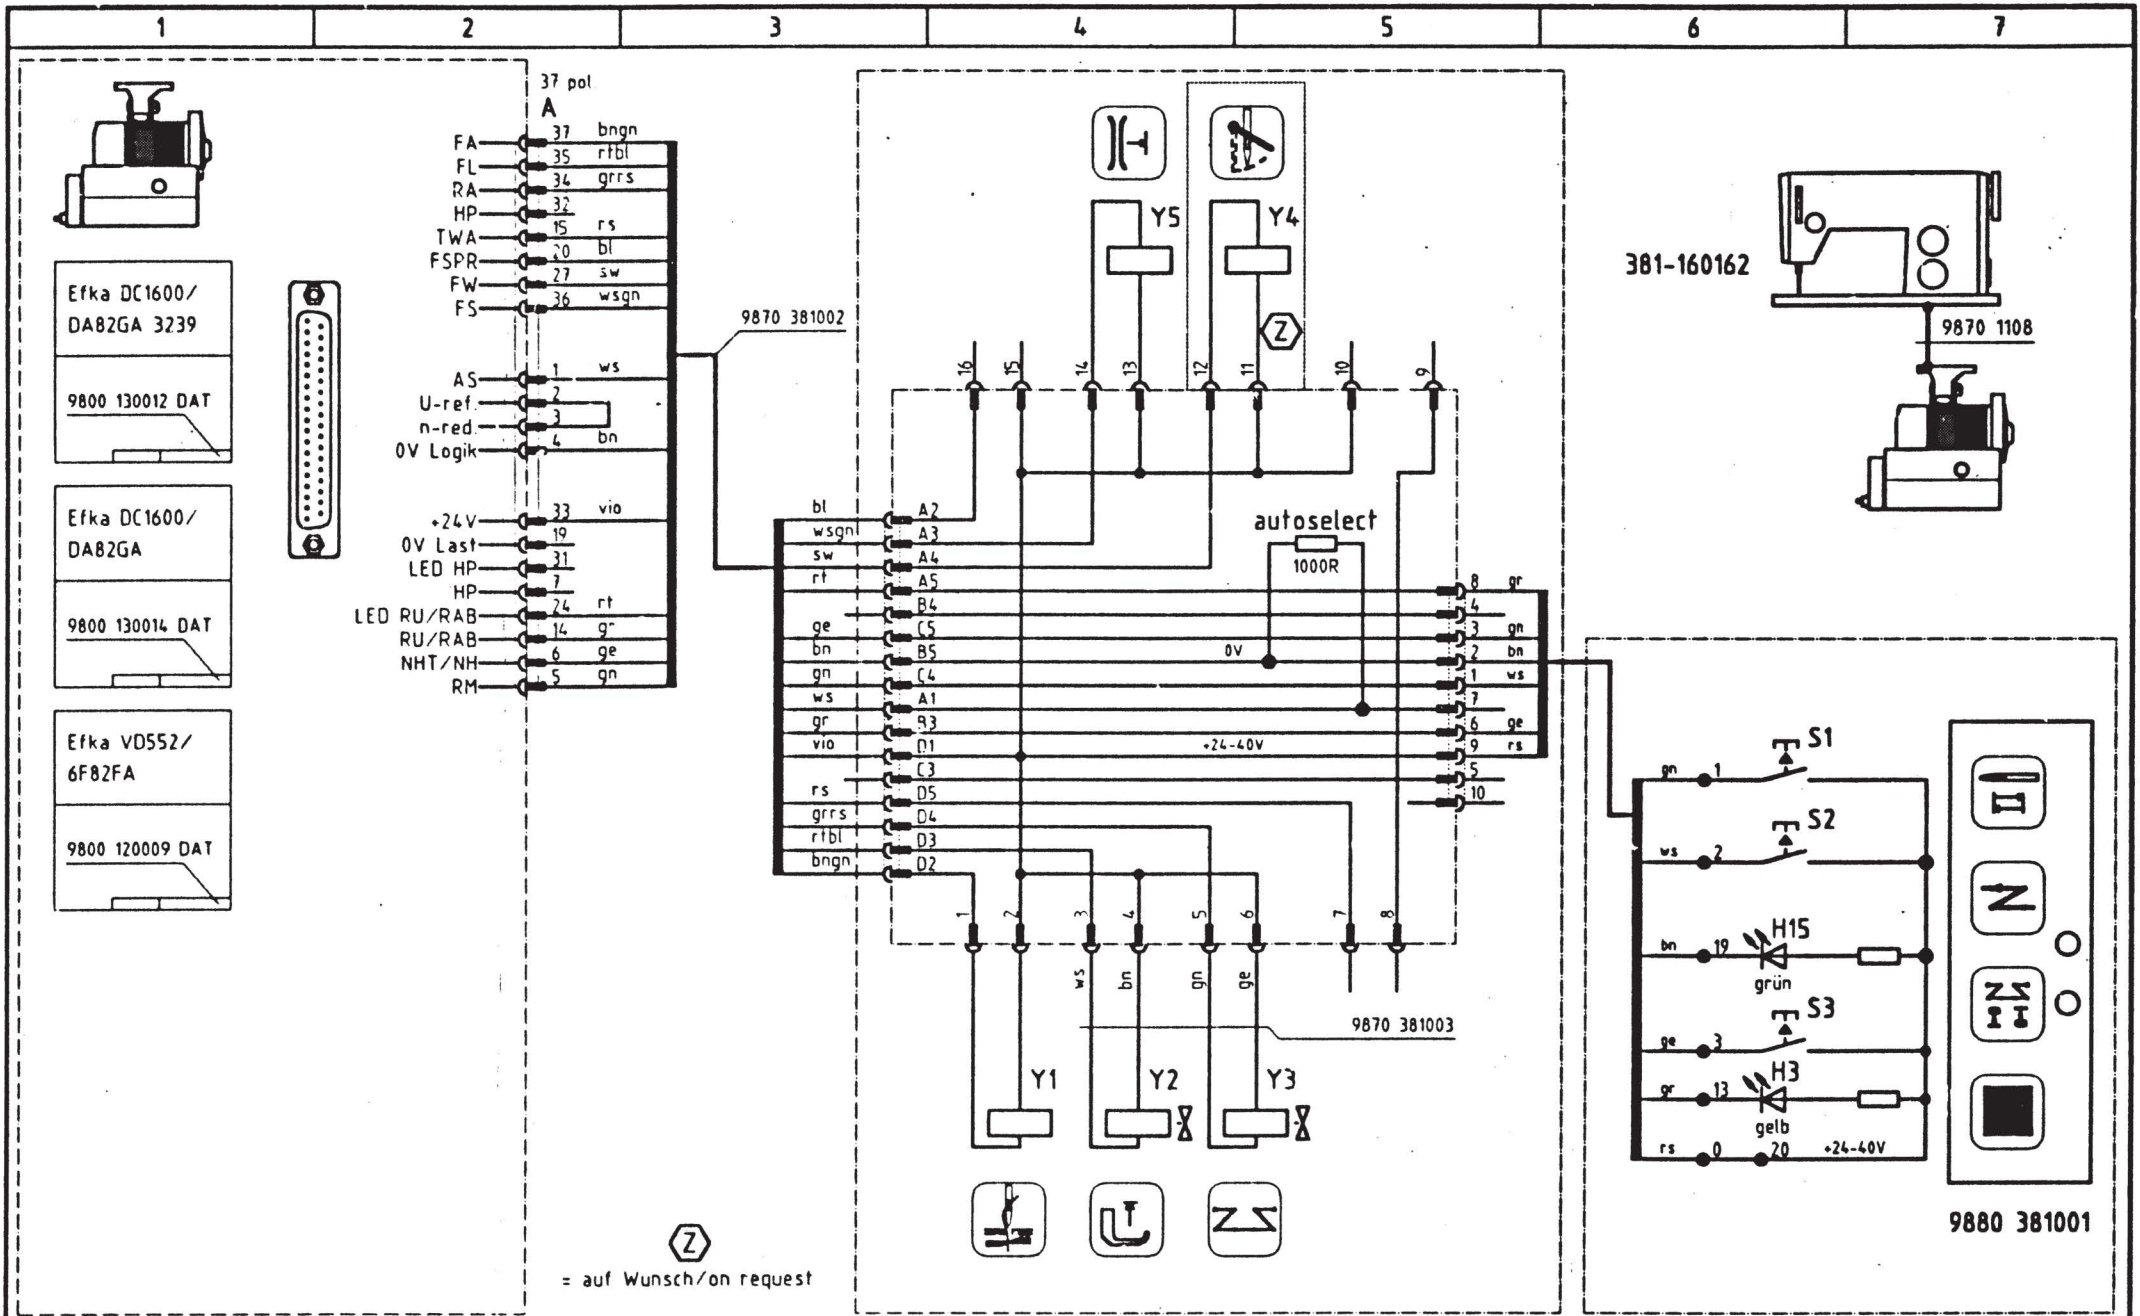 1 2 3 4 5 6 7
37 pol.
A
FA 37 bngn
FL 35 rtbl
RA 34 grrs
HP 32
TWA 15 rs
FSPR 20 bl
FW 27 sw
FS 36 wsgn
AS 1 ws
U-ref. 2
n-red. 3
0V Logik 4 bn
+24V 33 vio
0V Last 19
LED HP 31
HP 7
LED RU/RAB 24 rt
RU/RAB 14 gr
NHT/NH 6 ge
RM 5 gn
Efka DC1600/
DA82GA 3239
9800 130012 DAT
Efka DC1600/
DA82GA
9800 130014 DAT
Efka VD552/
6F82FA
9800 120009 DAT
9870 381002
Y5 Y4
Z
16 15 14 13 12 11 10 9
autoselect
1000R
bl A2
wsgn A3
sw A4
rt A5 8 gr
B4 4
ge C5 3 gn
bn B5 0V 2 bn
gn C4 1 ws
ws A1 7
gr B3 6 ge
vio D1 +24-40V 9 rs
C3 5
rs D5 10
grrs D4
rtbl D3
bngn D2
1 2 3 4 5 6 7 8
ws bn gn ge
9870 381003
Y1 Y2 Y3
Z
= auf Wunsch/on request
381-160162
9870 1108
gn 1 S1
ws 2 S2
bn 19 H15
grün
ge 3 S3
gr 13 H3
gelb
rs 0 20 +24-40V
9880 381001